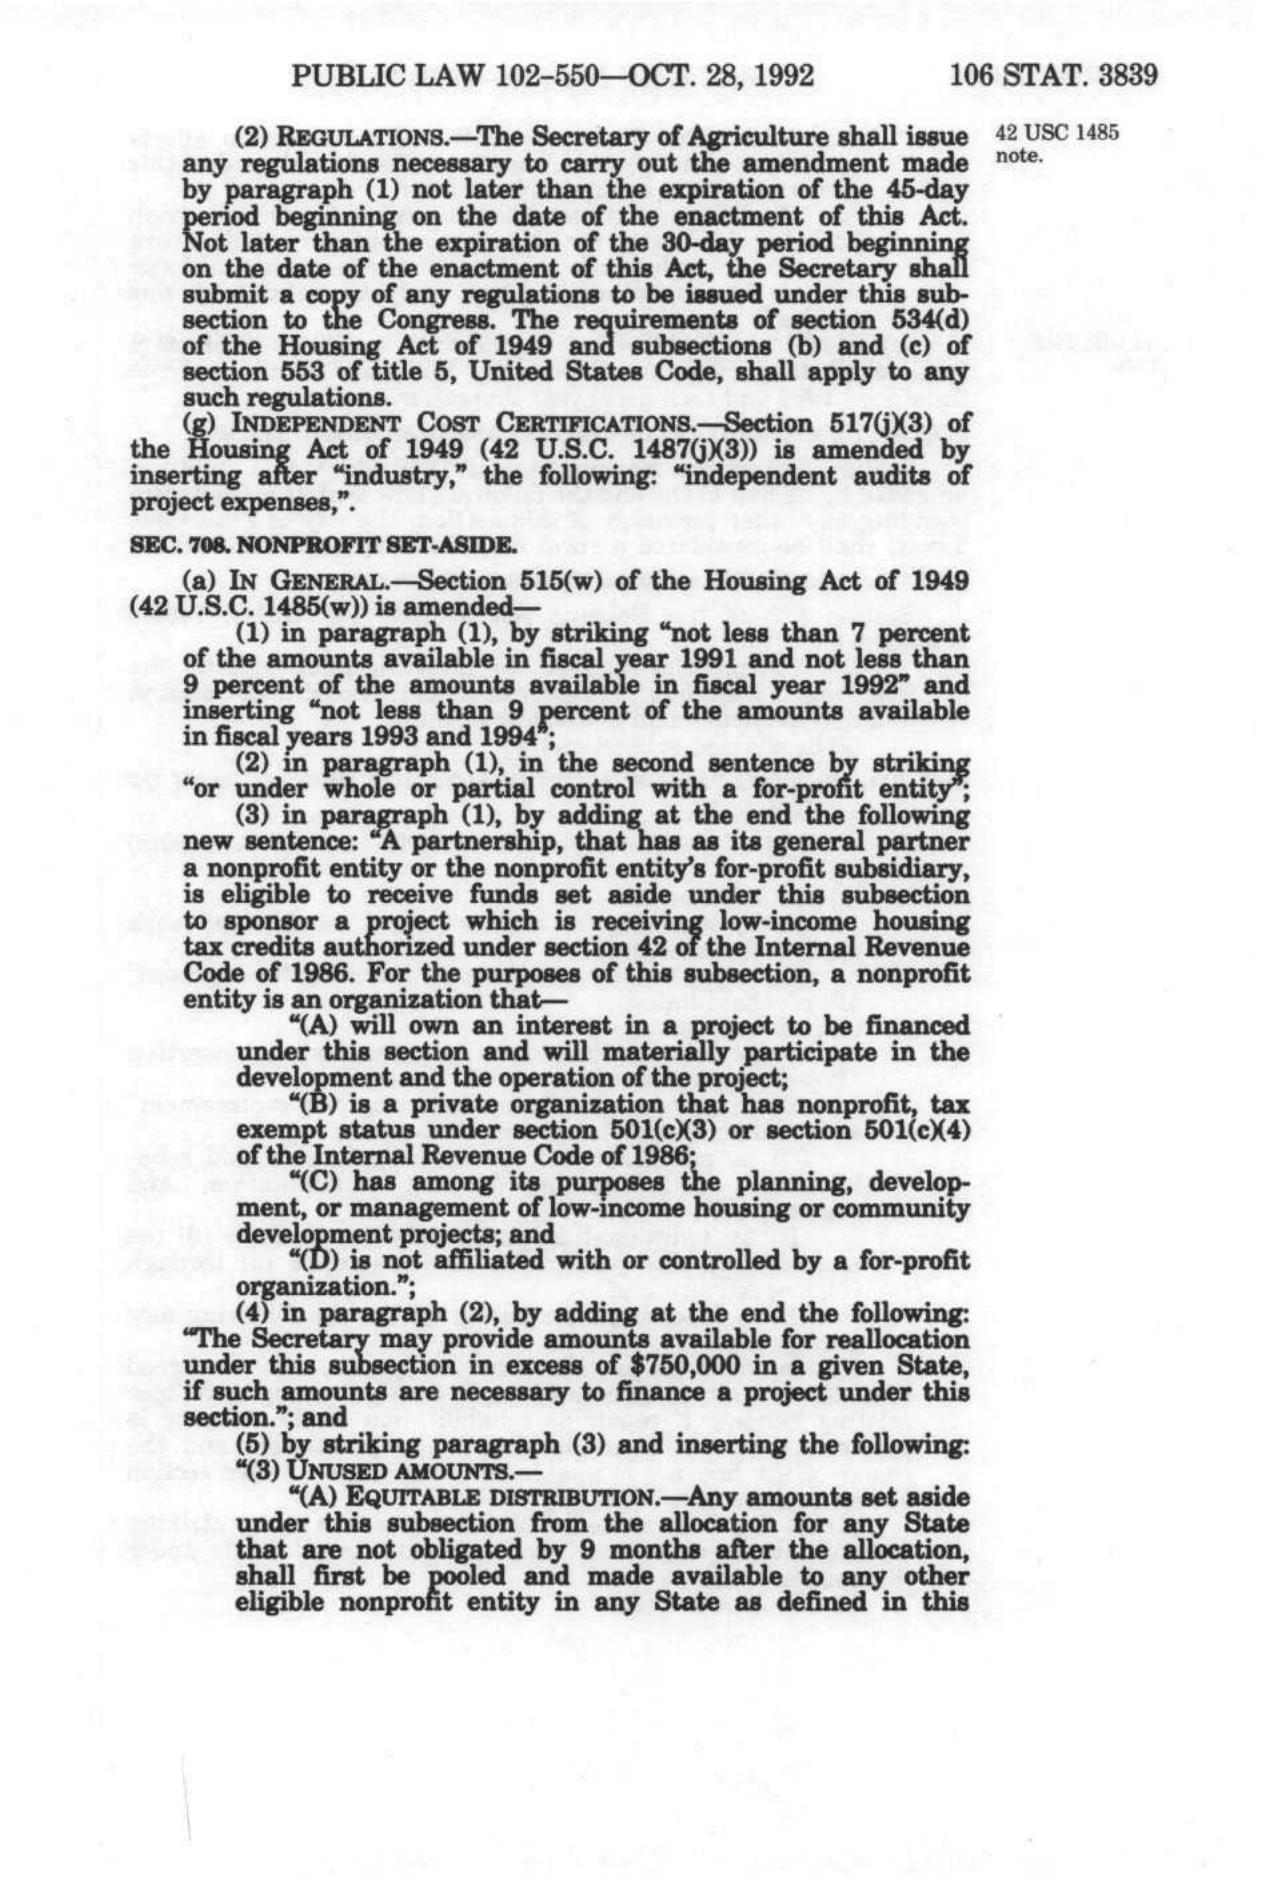 PUBLIC LAW 102–550—OCT. 28, 1992 106 STAT. 3839
(2) REGULATIONS.—The Secretary of Agriculture shall issue
42 USC 1485
note.
any regulations necessary to carry out the amendment made
by paragraph (1) not later than the expiration of the 45-day
period beginning on the date of the enactment of this Act.
Not later than the expiration of the 30-day period beginning
on the date of the enactment of this Act, the Secretary shall
submit a copy of any regulations to be issued under this sub-
section to the Congress. The requirements of section 534(d)
of the Housing Act of 1949 and subsections (b) and (c) of
section 553 of title 5, United States Code, shall apply to any
such regulations.
(g) INDEPENDENT COST CERTIFICATIONS.—Section 517(j)(3) of
the Housing Act of 1949 (42 U.S.C. 1487(j)(3)) is amended by
inserting after “industry,” the following: “independent audits of
project expenses,”.
SEC. 708. NONPROFIT SET-ASIDE.
(a) IN GENERAL.—Section 515(w) of the Housing Act of 1949
(42 U.S.C. 1485(w)) is amended—
(1) in paragraph (1), by striking “not less than 7 percent
of the amounts available in fiscal year 1991 and not less than
9 percent of the amounts available in fiscal year 1992” and
inserting “not less than 9 percent of the amounts available
in fiscal years 1993 and 1994”;
(2) in paragraph (1), in the second sentence by striking
“or under whole or partial control with a for-profit entity”;
(3) in paragraph (1), by adding at the end the following
new sentence: “A partnership, that has as its general partner
a nonprofit entity or the nonprofit entity’s for-profit subsidiary,
is eligible to receive funds set aside under this subsection
to sponsor a project which is receiving low-income housing
tax credits authorized under section 42 of the Internal Revenue
Code of 1986. For the purposes of this subsection, a nonprofit
entity is an organization that—
“(A) will own an interest in a project to be financed
under this section and will materially participate in the
development and the operation of the project;
“(B) is a private organization that has nonprofit, tax
exempt status under section 501(c)(3) or section 501(c)(4)
of the Internal Revenue Code of 1986;
“(C) has among its purposes the planning, develop-
ment, or management of low-income housing or community
development projects; and
“(D) is not affiliated with or controlled by a for-profit
organization.”;
(4) in paragraph (2), by adding at the end the following:
“The Secretary may provide amounts available for reallocation
under this subsection in excess of $750,000 in a given State,
if such amounts are necessary to finance a project under this
section.”; and
(5) by striking paragraph (3) and inserting the following:
“(3) UNUSED AMOUNTS.—
“(A) EQUITABLE DISTRIBUTION.—Any amounts set aside
under this subsection from the allocation for any State
that are not obligated by 9 months after the allocation,
shall first be pooled and made available to any other
eligible nonprofit entity in any State as defined in this